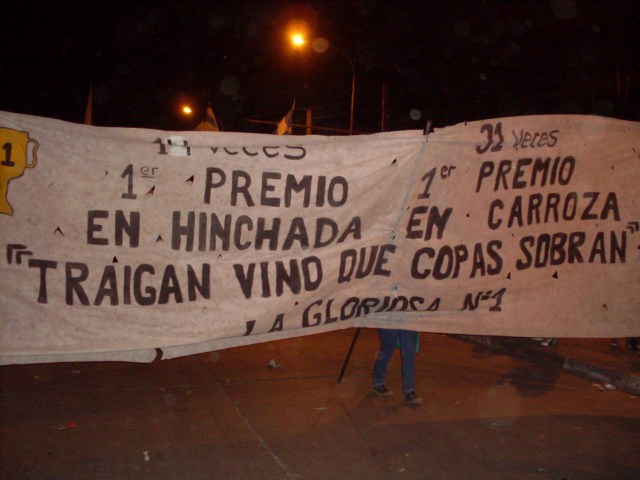 1
veces
1er PREMIO
EN HINCHADA
31 veces
1er PREMIO
EN CARROZA
"TRAIGAN VINO QUE COPAS SOBRAN"
LA GLORIOSA Nº1